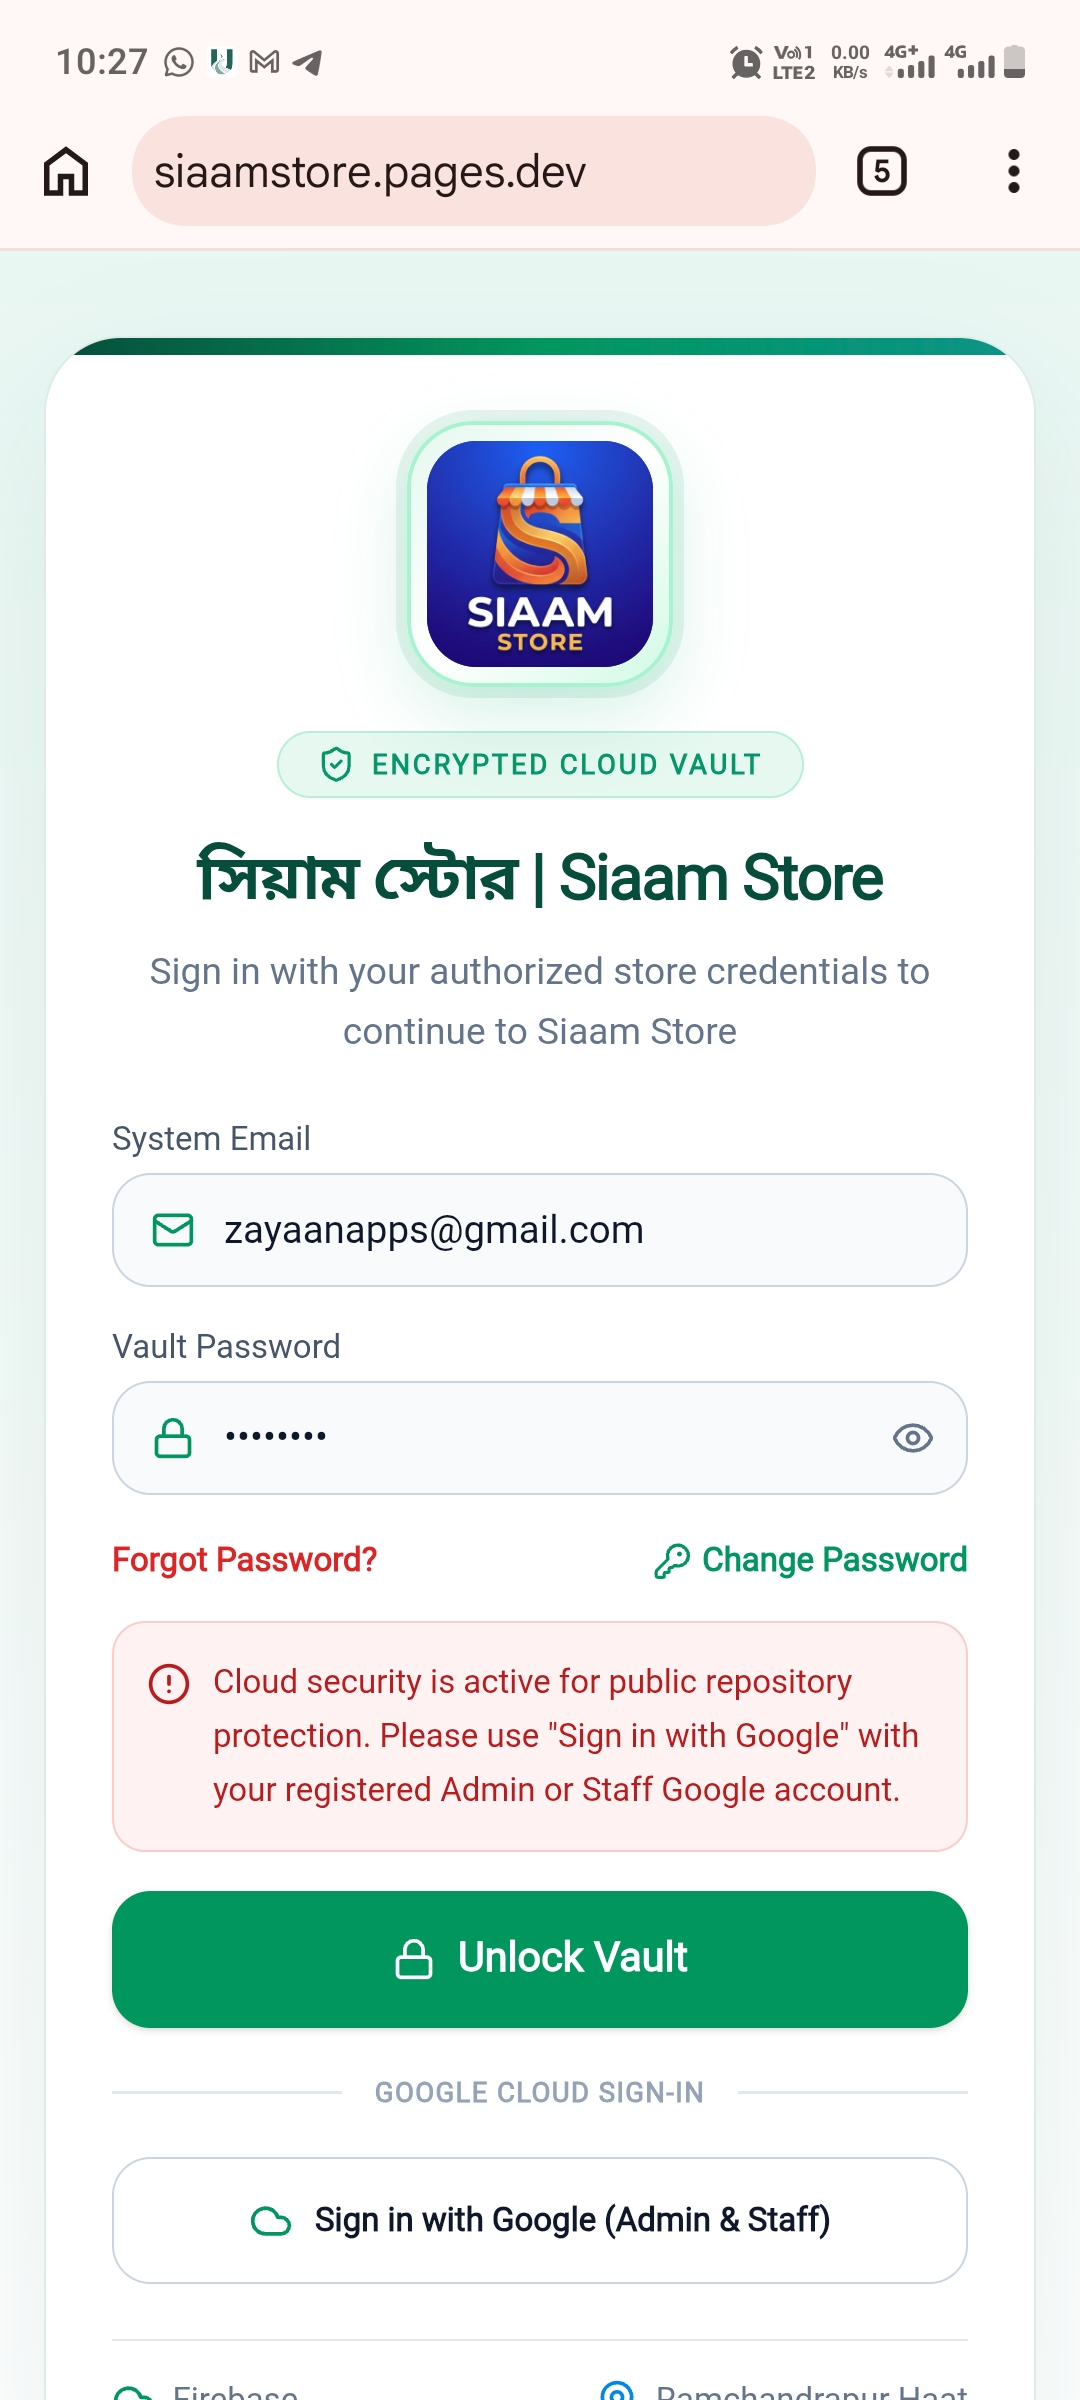 10:27
Vo)) 1
LTE2
0.00
KB/s
4G+
4G
siaamstore.pages.dev
5
SIAAM
STORE
ENCRYPTED CLOUD VAULT
সিয়াম স্টোর | Siaam Store
Sign in with your authorized store credentials to
continue to Siaam Store
System Email
zayaanapps@gmail.com
Vault Password
••••••••
Forgot Password?
Change Password
Cloud security is active for public repository
protection. Please use "Sign in with Google" with
your registered Admin or Staff Google account.
Unlock Vault
GOOGLE CLOUD SIGN-IN
Sign in with Google (Admin & Staff)
Firebase
Ramchandrapur Haat